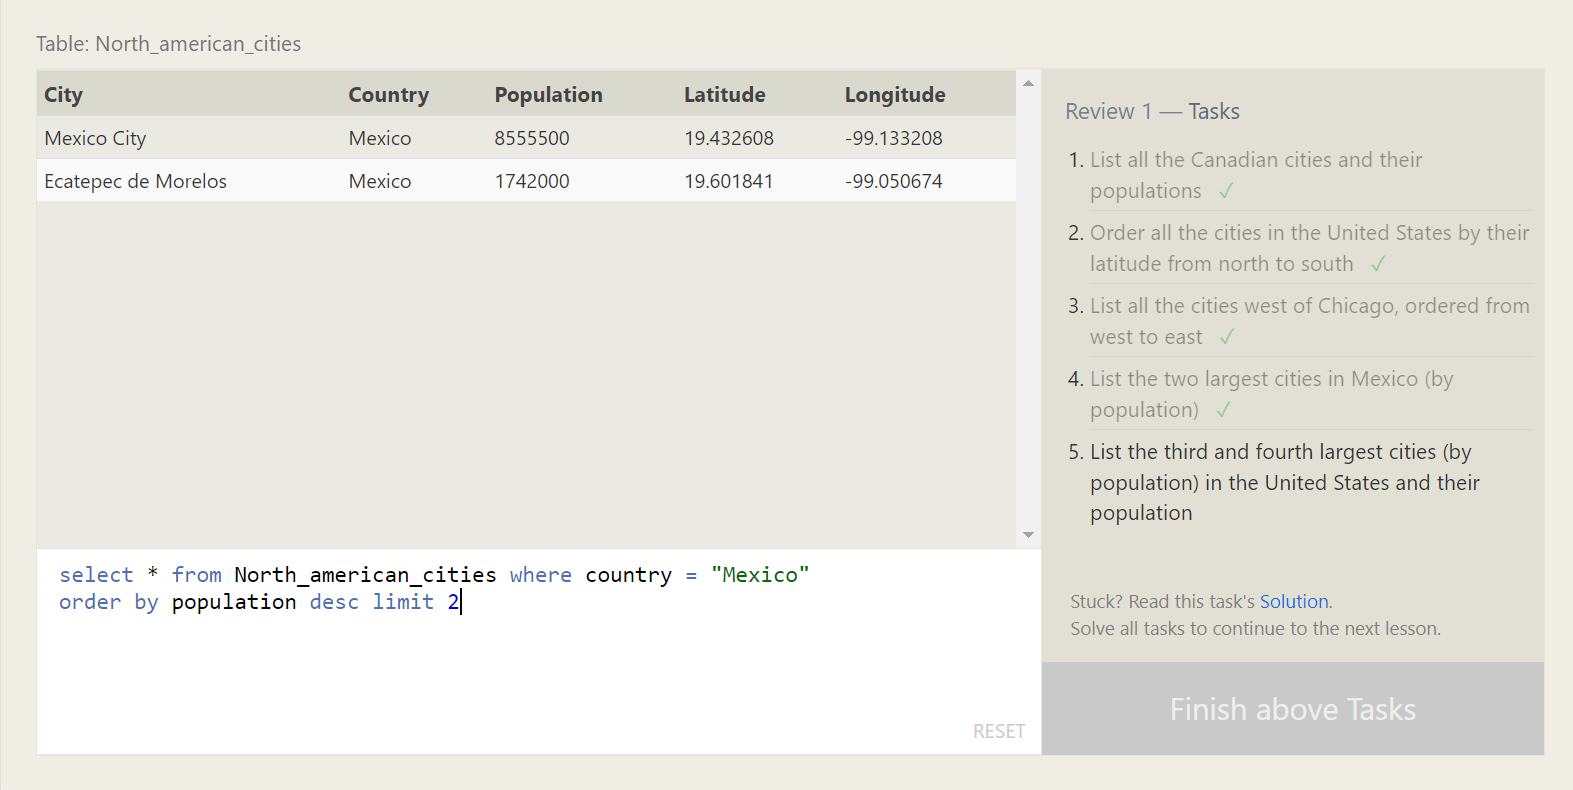 Table: North_american_cities
City Country Population Latitude Longitude
Mexico City Mexico 8555500 19.432608 -99.133208
Ecatepec de Morelos Mexico 1742000 19.601841 -99.050674
select * from North_american_cities where country = "Mexico"
order by population desc limit 2
RESET
Review 1 — Tasks
1. List all the Canadian cities and their
populations ✓
2. Order all the cities in the United States by their
latitude from north to south ✓
3. List all the cities west of Chicago, ordered from
west to east ✓
4. List the two largest cities in Mexico (by
population) ✓
5. List the third and fourth largest cities (by
population) in the United States and their
population
Stuck? Read this task's Solution.
Solve all tasks to continue to the next lesson.
Finish above Tasks